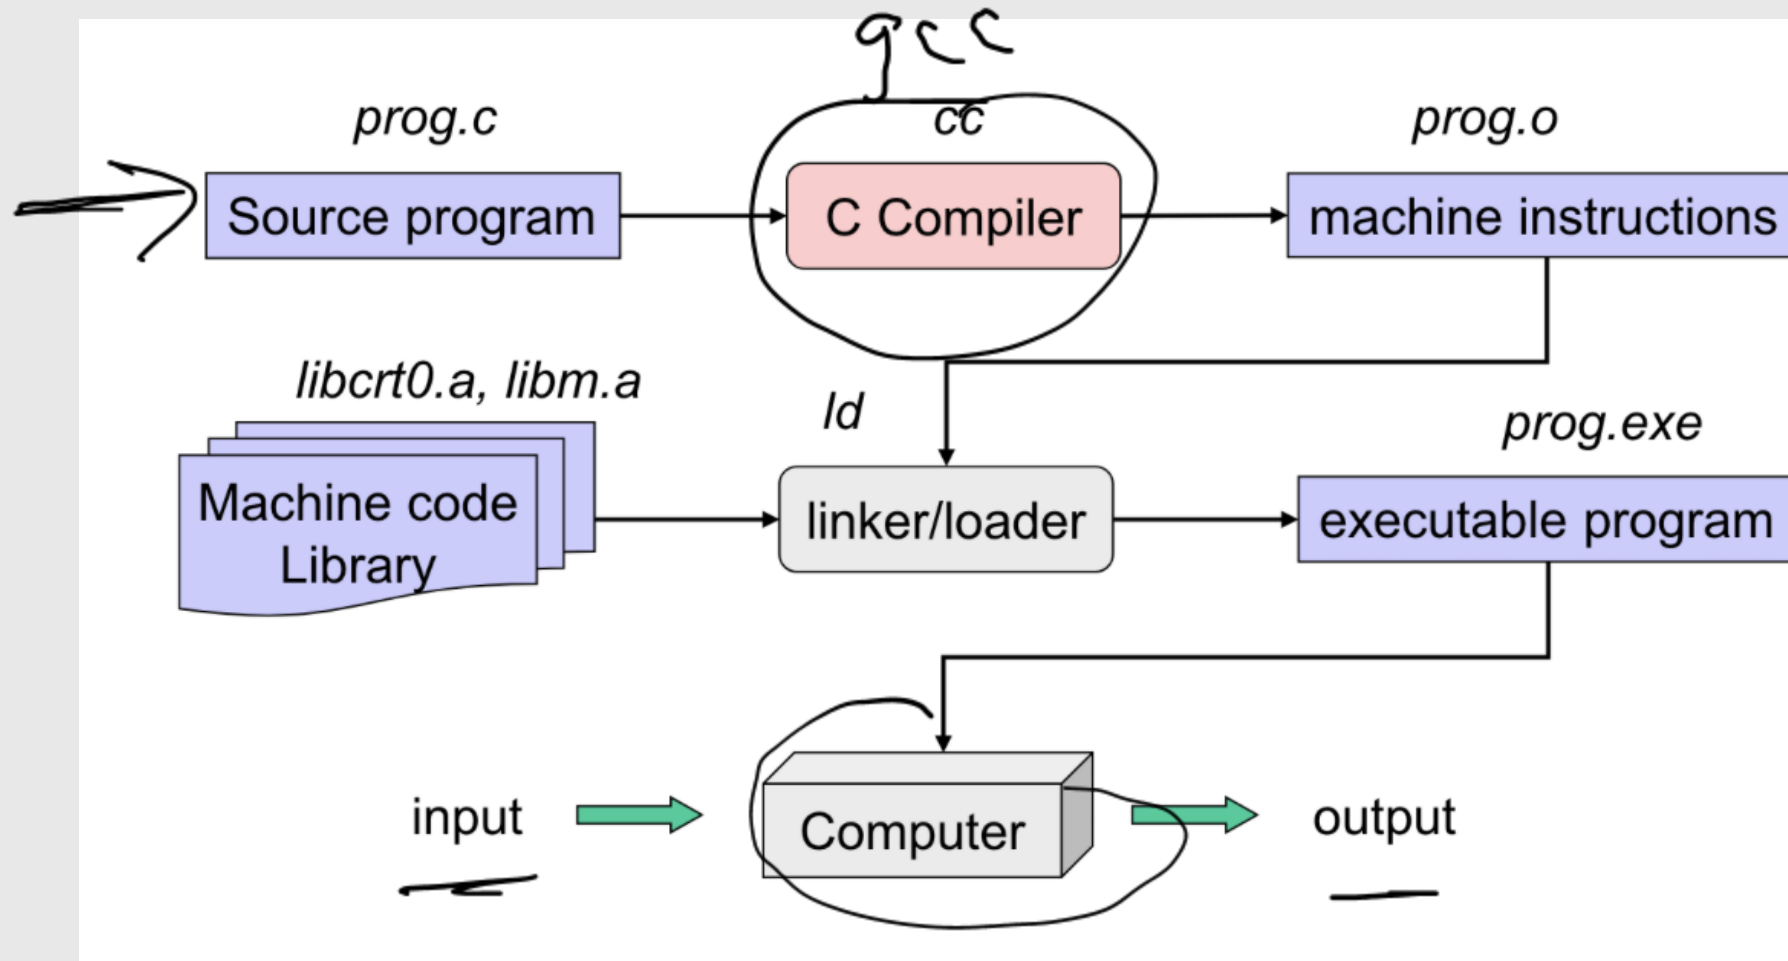 gcc
prog.c
cc
prog.o
Source program
C Compiler
machine instructions
libcrt0.a, libm.a
ld
prog.exe
Machine code
Library
linker/loader
executable program
input
Computer
output